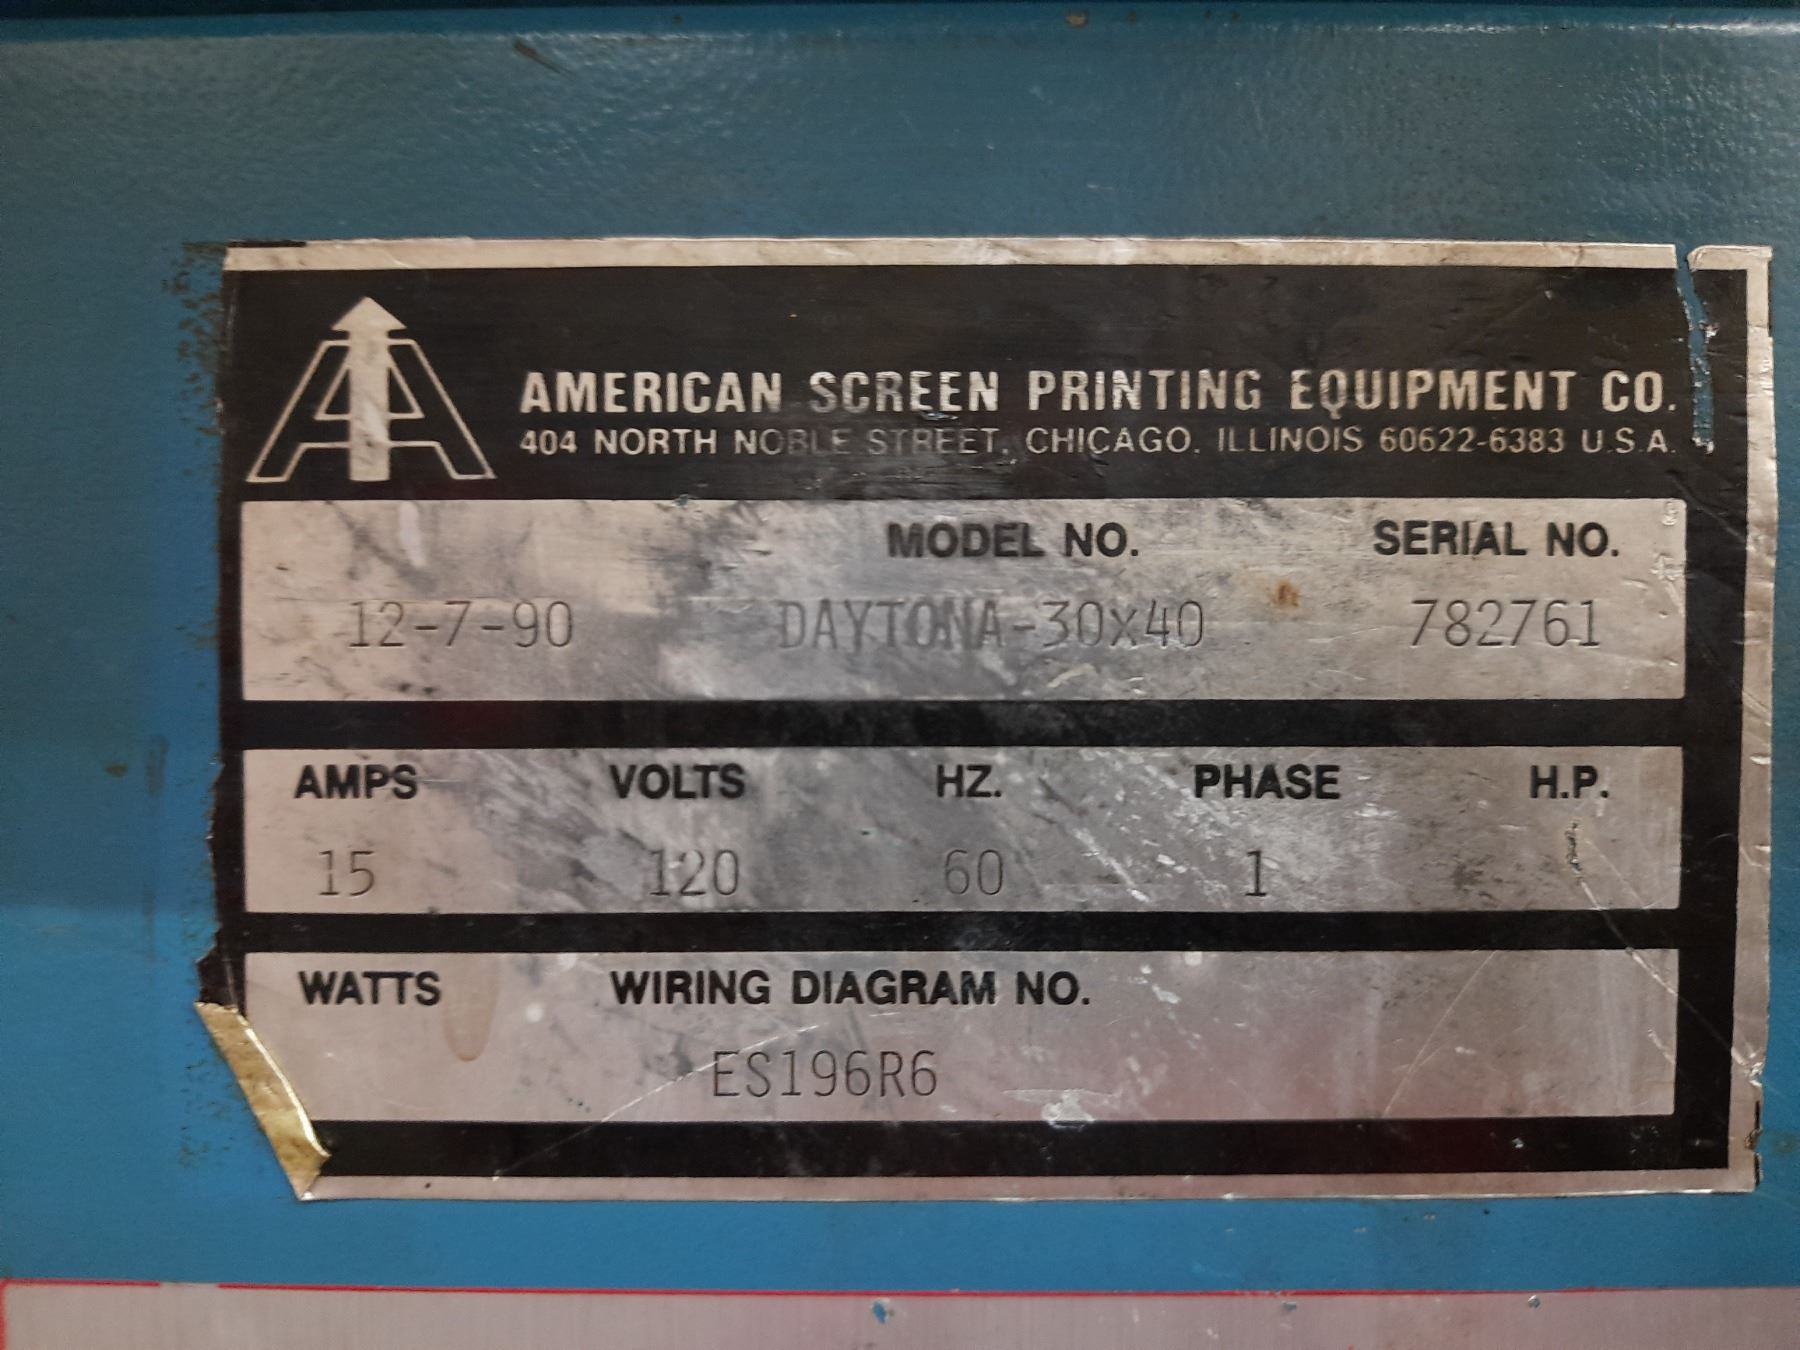 AMERICAN SCREEN PRINTING EQUIPMENT CO.
404 NORTH NOBLE STREET, CHICAGO, ILLINOIS 60622-6383 U.S.A.
MODEL NO. SERIAL NO.
12-7-90 DAYTONA-30x40 782761
AMPS VOLTS HZ. PHASE H.P.
15 120 60 1
WATTS WIRING DIAGRAM NO.
ES196R6